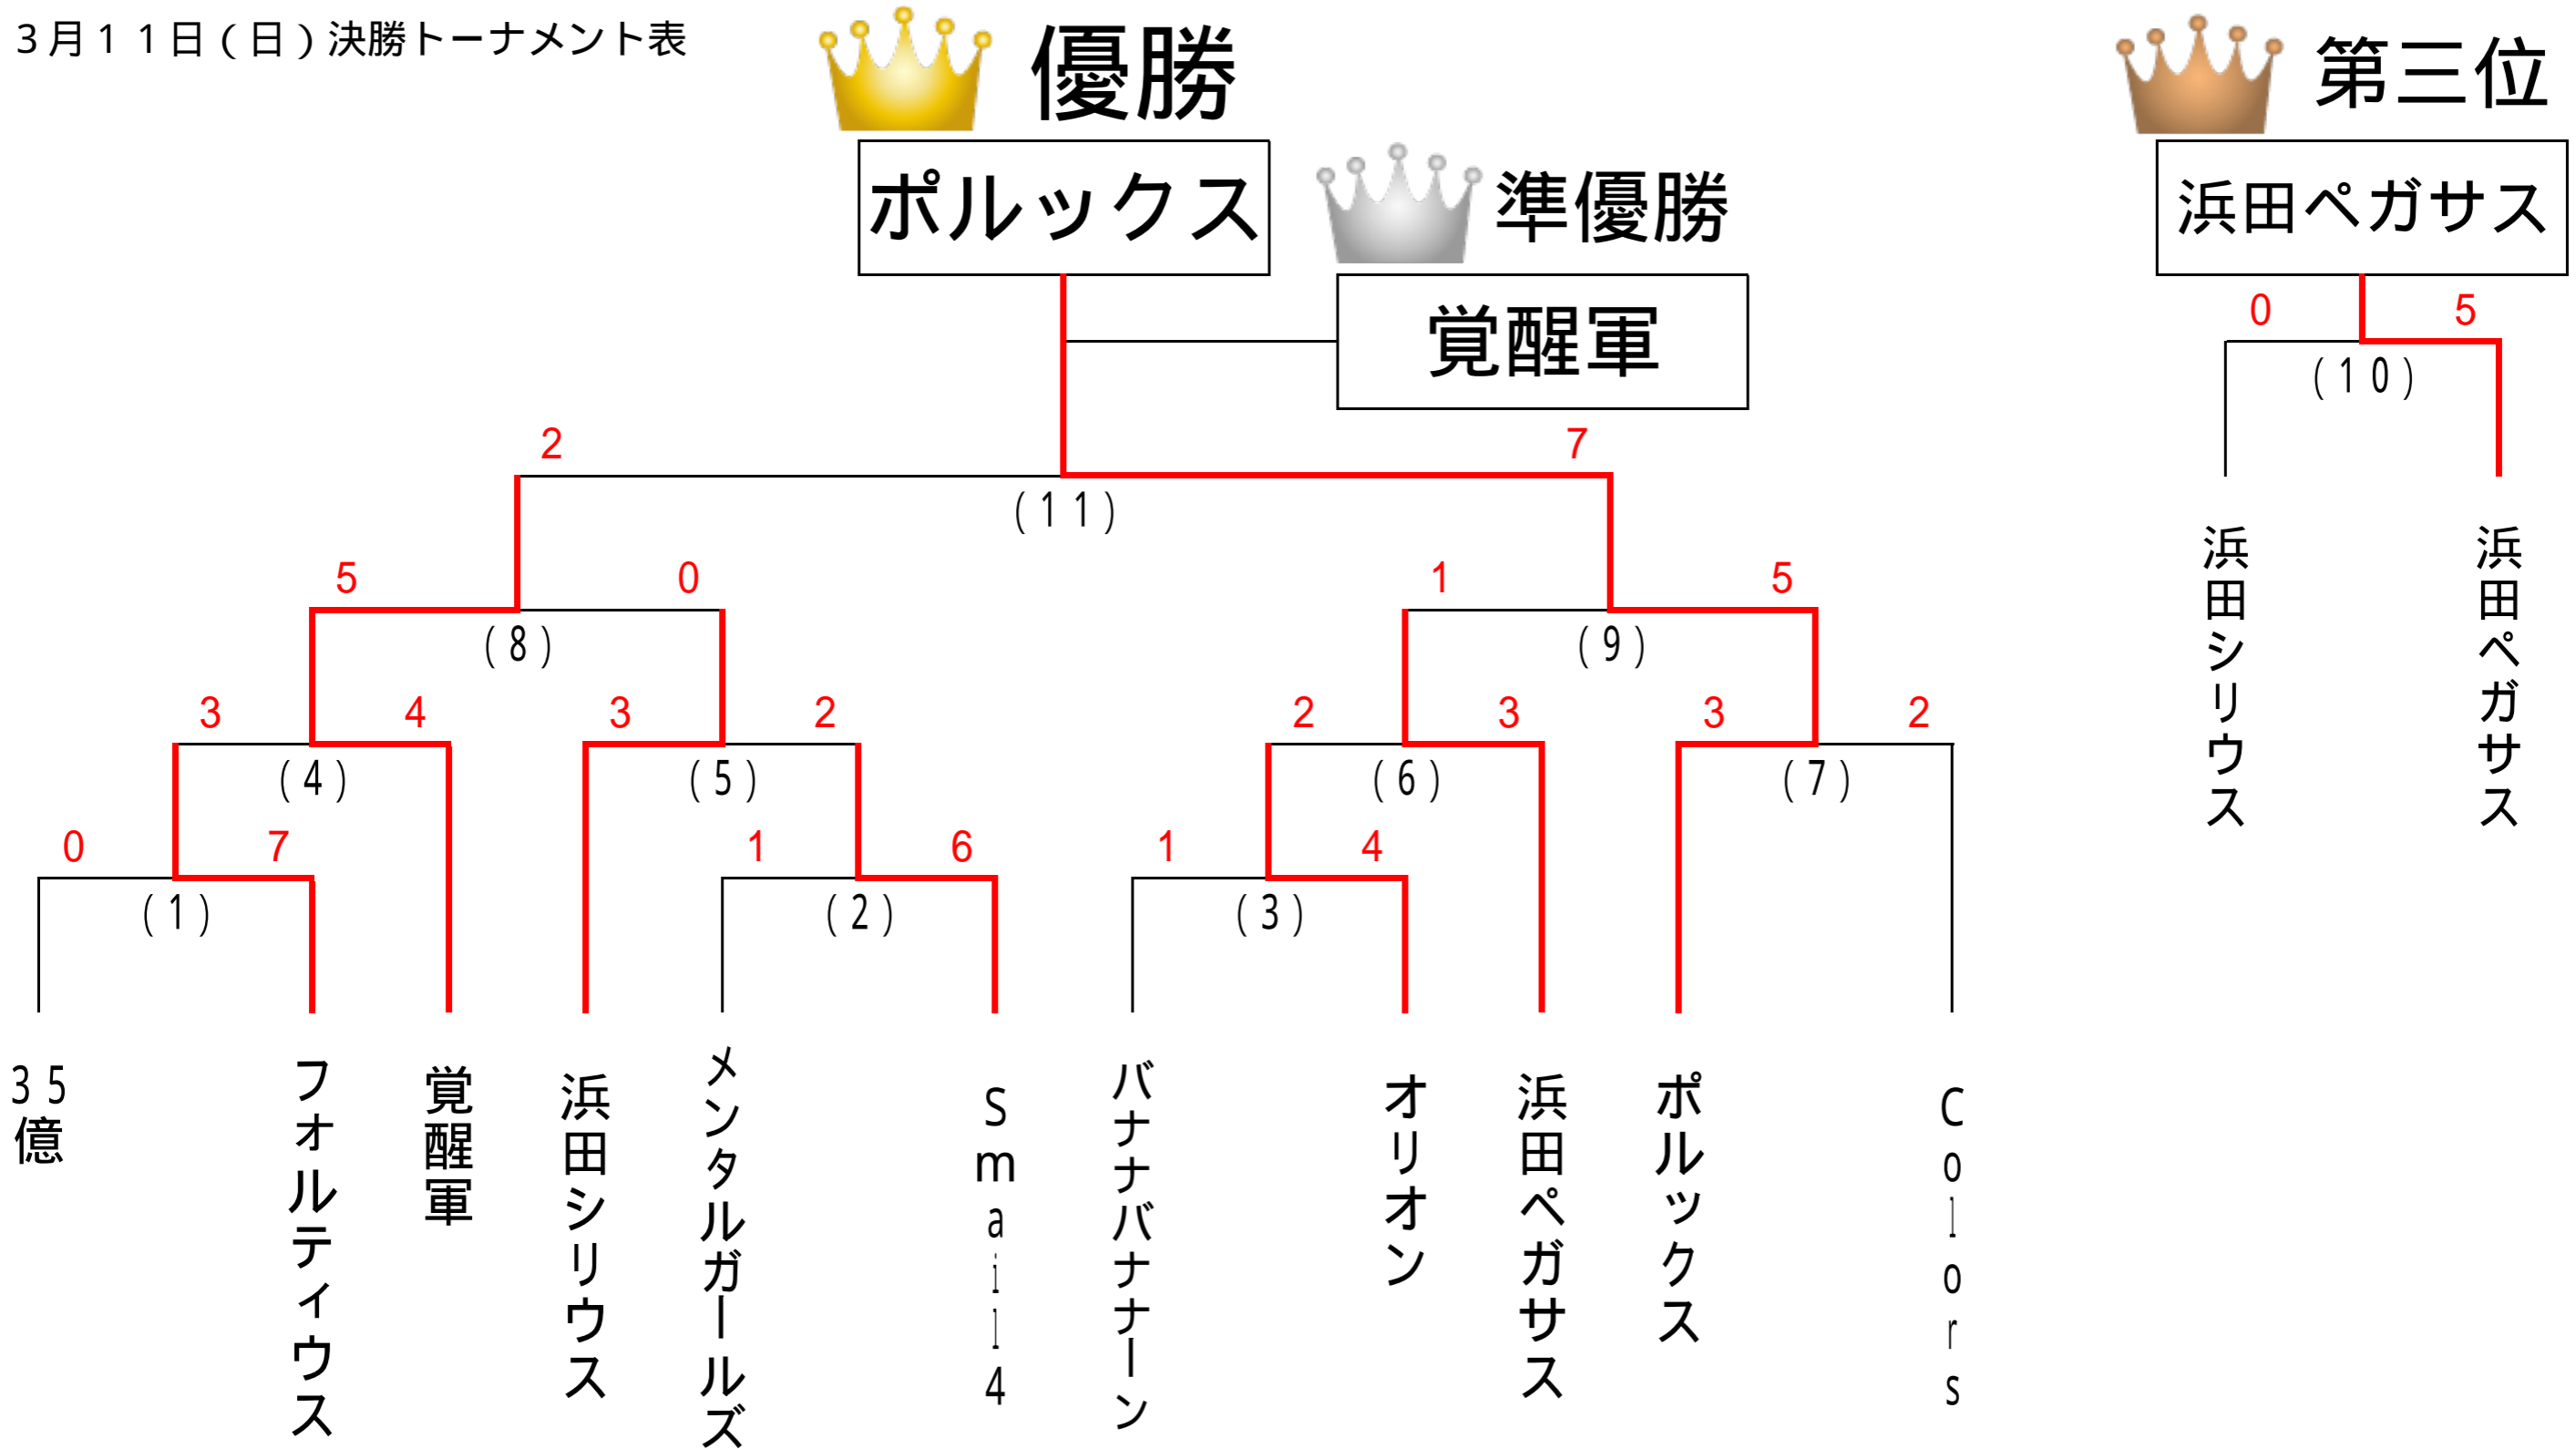 ３月１１日（日）決勝トーナメント表
優勝
第三位
ポルックス
準優勝
浜田ペガサス
覚醒軍
0 5
(10)
2 7
(11)
浜田シリウス
浜田ペガサス
5 0 1 5
(8) (9)
3 4 3 2 2 3 3 2
(4) (5) (6) (7)
0 7 1 6 1 4
(1) (2) (3)
35億
フォルティウス
覚醒軍
浜田シリウス
メンタルガールズ
Smail4
バナナバナナーン
オリオン
浜田ペガサス
ポルックス
Colors